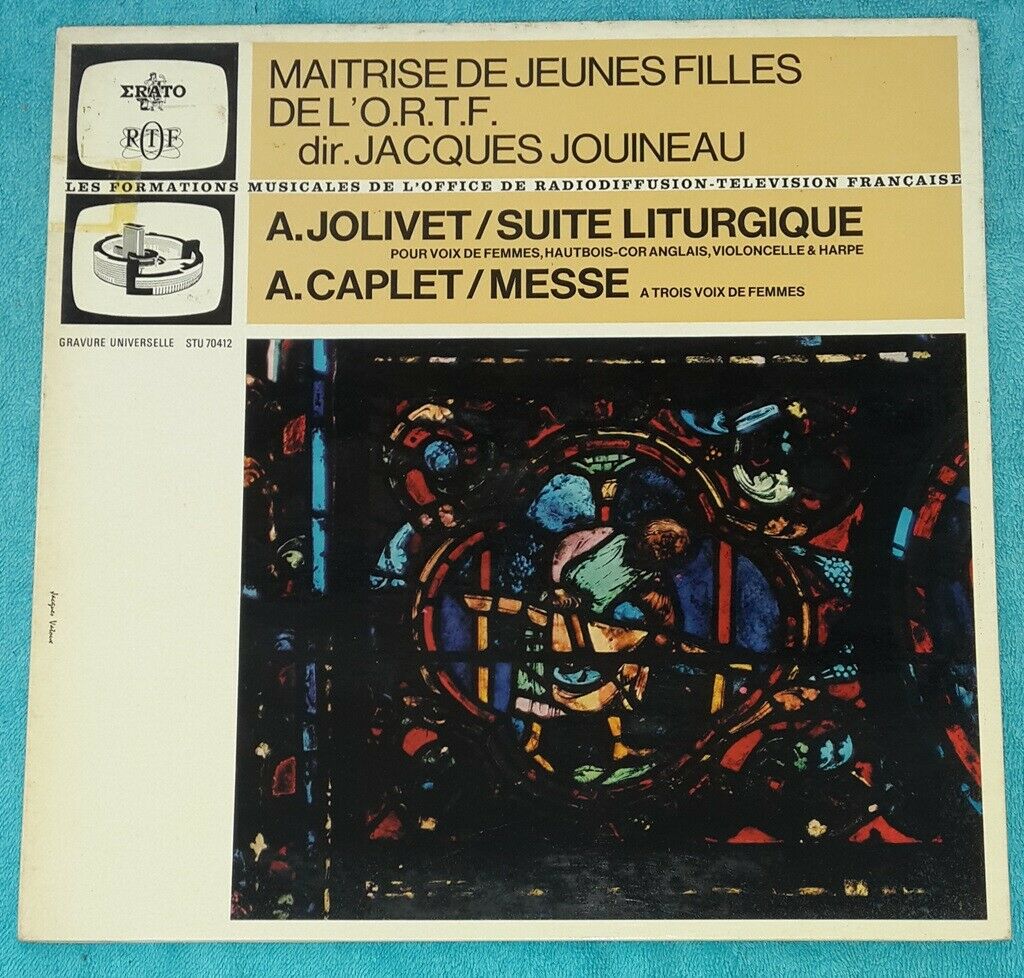 ΣRATO
RTF
MAITRISE DE JEUNES FILLES
DE L'O.R.T.F.
dir. JACQUES JOUINEAU
LES FORMATIONS MUSICALES DE L'OFFICE DE RADIODIFFUSION-TELEVISION FRANÇAISE
A. JOLIVET / SUITE LITURGIQUE
POUR VOIX DE FEMMES, HAUTBOIS-COR ANGLAIS, VIOLONCELLE & HARPE
A. CAPLET / MESSE A TROIS VOIX DE FEMMES
GRAVURE UNIVERSELLE STU 70412
Jacques